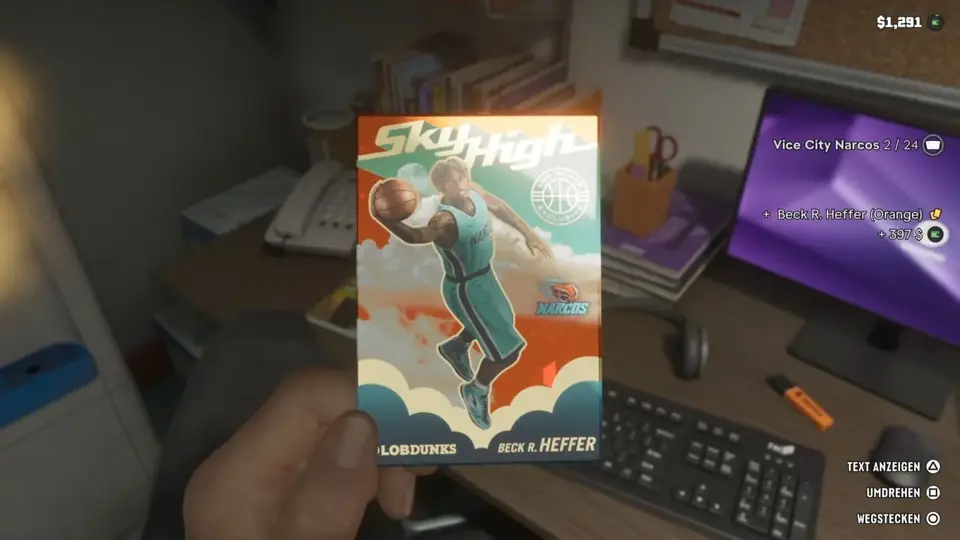 $1,291
Vice City Narcos 2 / 24
+ Beck R. Heffer (Orange)
+ 397 $
Sky High
NARCOS
LOBDUNKS
BECK R. HEFFER
TEXT ANZEIGEN
UMDREHEN
WEGSTECKEN